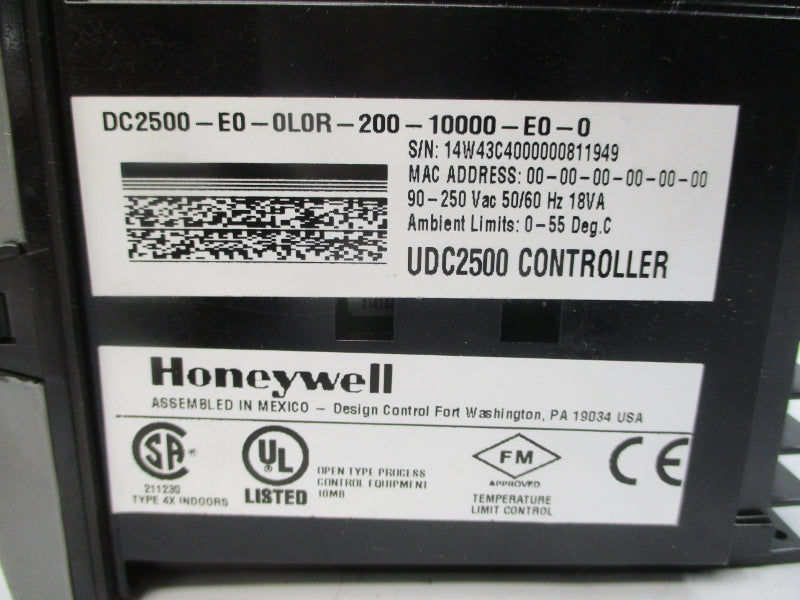 DC2500-E0-0L0R-200-10000-E0-0
S/N: 14W43C4000000811949
MAC ADDRESS: 00-00-00-00-00-00
90-250 Vac 50/60 Hz 18VA
Ambient Limits: 0-55 Deg.C
UDC2500 CONTROLLER
Honeywell
ASSEMBLED IN MEXICO - Design Control Fort Washington, PA 19034 USA
SA
211230
TYPE 4X INDOORS
UL
LISTED
OPEN TYPE PROCESS
CONTROL EQUIPMENT
10MB
FM
APPROVED
TEMPERATURE
LIMIT CONTROL
CE